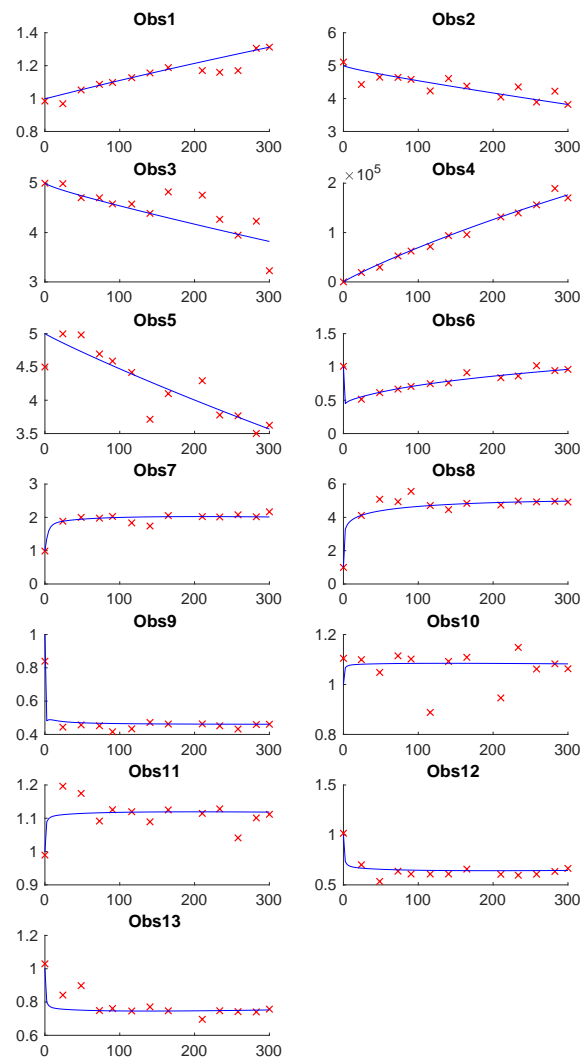 Obs1 Obs2
1.4 6
1.2 5
1 4
0.8 3
0 100 200 300 0 100 200 300
Obs3 Obs4
×10^5
5 2
4 1
3 0
0 100 200 300 0 100 200 300
Obs5 Obs6
5 1.5
4.5 1
4 0.5
3.5 0
0 100 200 300 0 100 200 300
Obs7 Obs8
3 6
2 4
1 2
0 0
0 100 200 300 0 100 200 300
Obs9 Obs10
1 1.2
0.8
0.6 1
0.4 0.8
0 100 200 300 0 100 200 300
Obs11 Obs12
1.2 1.5
1.1
1 1
0.9 0.5
0 100 200 300 0 100 200 300
Obs13
1.2
1
0.8
0.6
0 100 200 300